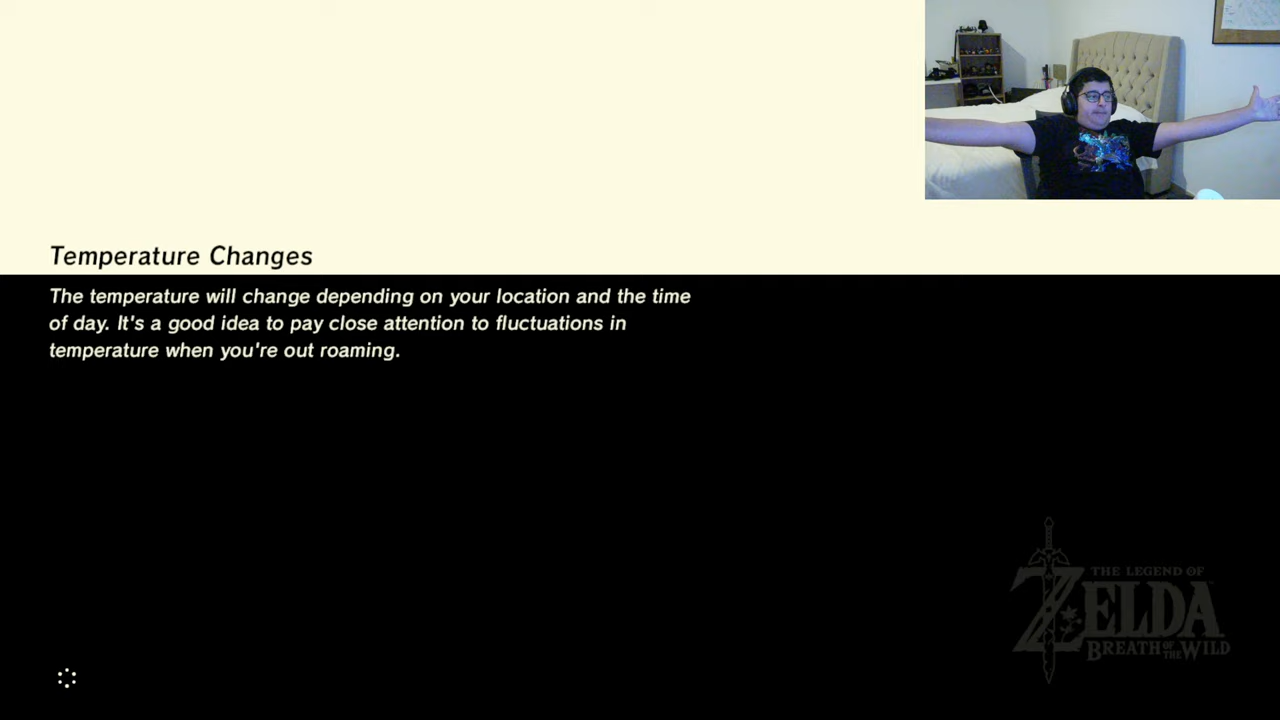 Temperature Changes
The temperature will change depending on your location and the time
of day. It's a good idea to pay close attention to fluctuations in
temperature when you're out roaming.
THE LEGEND OF
ZELDA
BREATH OF THE WILD